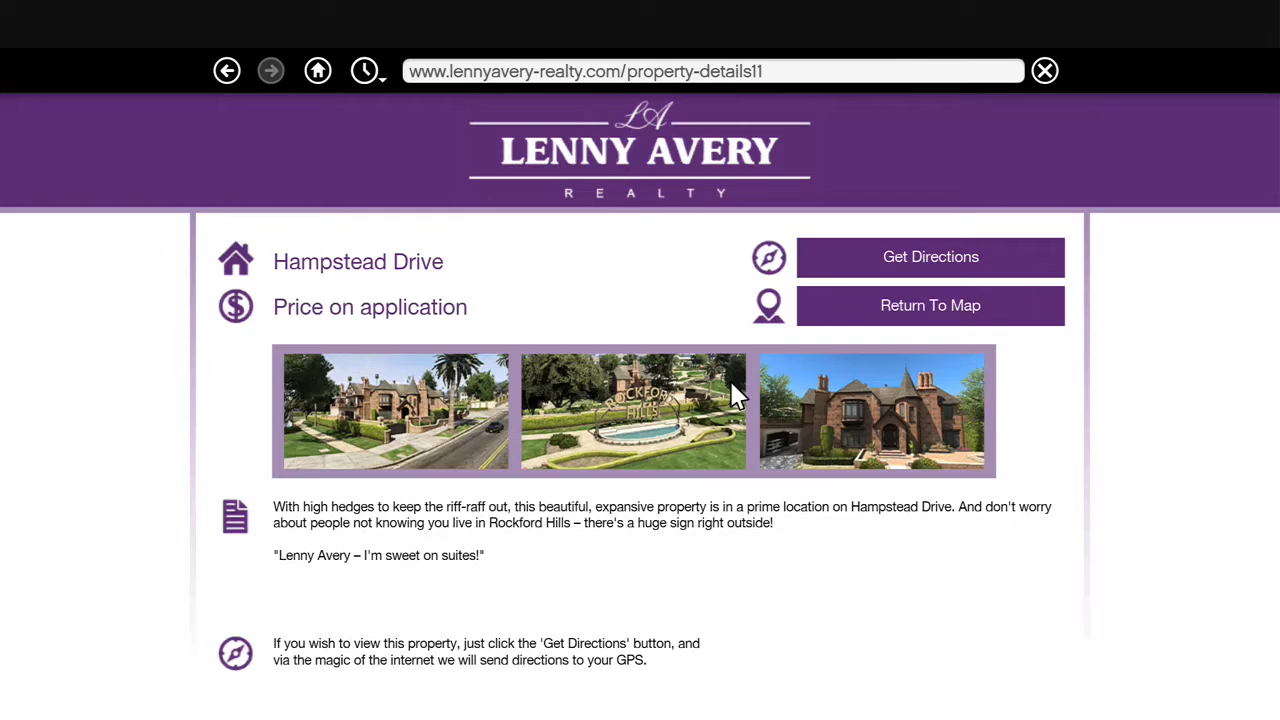 www.lennyavery-realty.com/property-details11
LA
LENNY AVERY
REALTY
Hampstead Drive
Get Directions
Price on application
Return To Map
ROCKFORD
HILLS
With high hedges to keep the riff-raff out, this beautiful, expansive property is in a prime location on Hampstead Drive. And don't worry
about people not knowing you live in Rockford Hills – there's a huge sign right outside!
"Lenny Avery – I'm sweet on suites!"
If you wish to view this property, just click the 'Get Directions' button, and
via the magic of the internet we will send directions to your GPS.